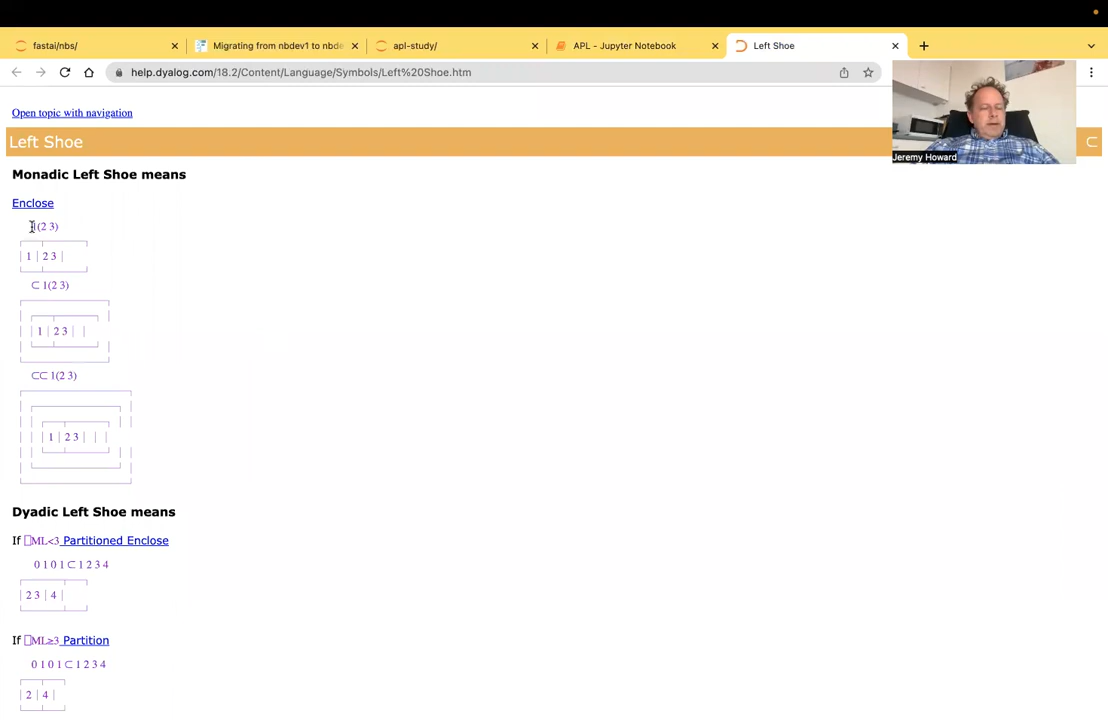 fastai/nbs/
Migrating from nbdev1 to nbde
apl-study/
APL - Jupyter Notebook
Left Shoe
help.dyalog.com/18.2/Content/Language/Symbols/Left%20Shoe.htm
Open topic with navigation
Left Shoe ⊂
Jeremy Howard
Monadic Left Shoe means
Enclose
1(2 3)
1 2 3
⊂ 1(2 3)
1 2 3
⊂⊂ 1(2 3)
1 2 3
Dyadic Left Shoe means
If ⎕ML<3 Partitioned Enclose
0 1 0 1 ⊂ 1 2 3 4
2 3 4
If ⎕ML≥3 Partition
0 1 0 1 ⊂ 1 2 3 4
2 4